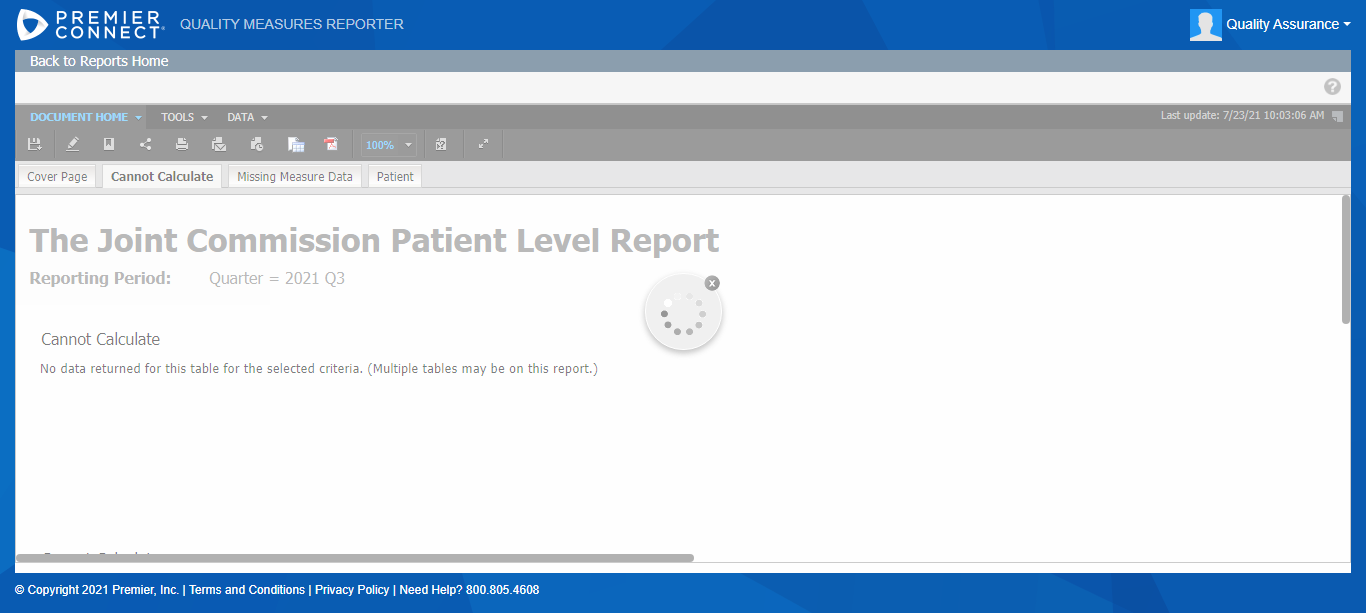 PREMIER
CONNECT
QUALITY MEASURES REPORTER
Quality Assurance
Back to Reports Home
?
DOCUMENT HOME TOOLS DATA
Last update: 7/23/21 10:03:06 AM
100%
Cover Page Cannot Calculate Missing Measure Data Patient
The Joint Commission Patient Level Report
Reporting Period: Quarter = 2021 Q3
x
Cannot Calculate
No data returned for this table for the selected criteria. (Multiple tables may be on this report.)
© Copyright 2021 Premier, Inc. | Terms and Conditions | Privacy Policy | Need Help? 800.805.4608